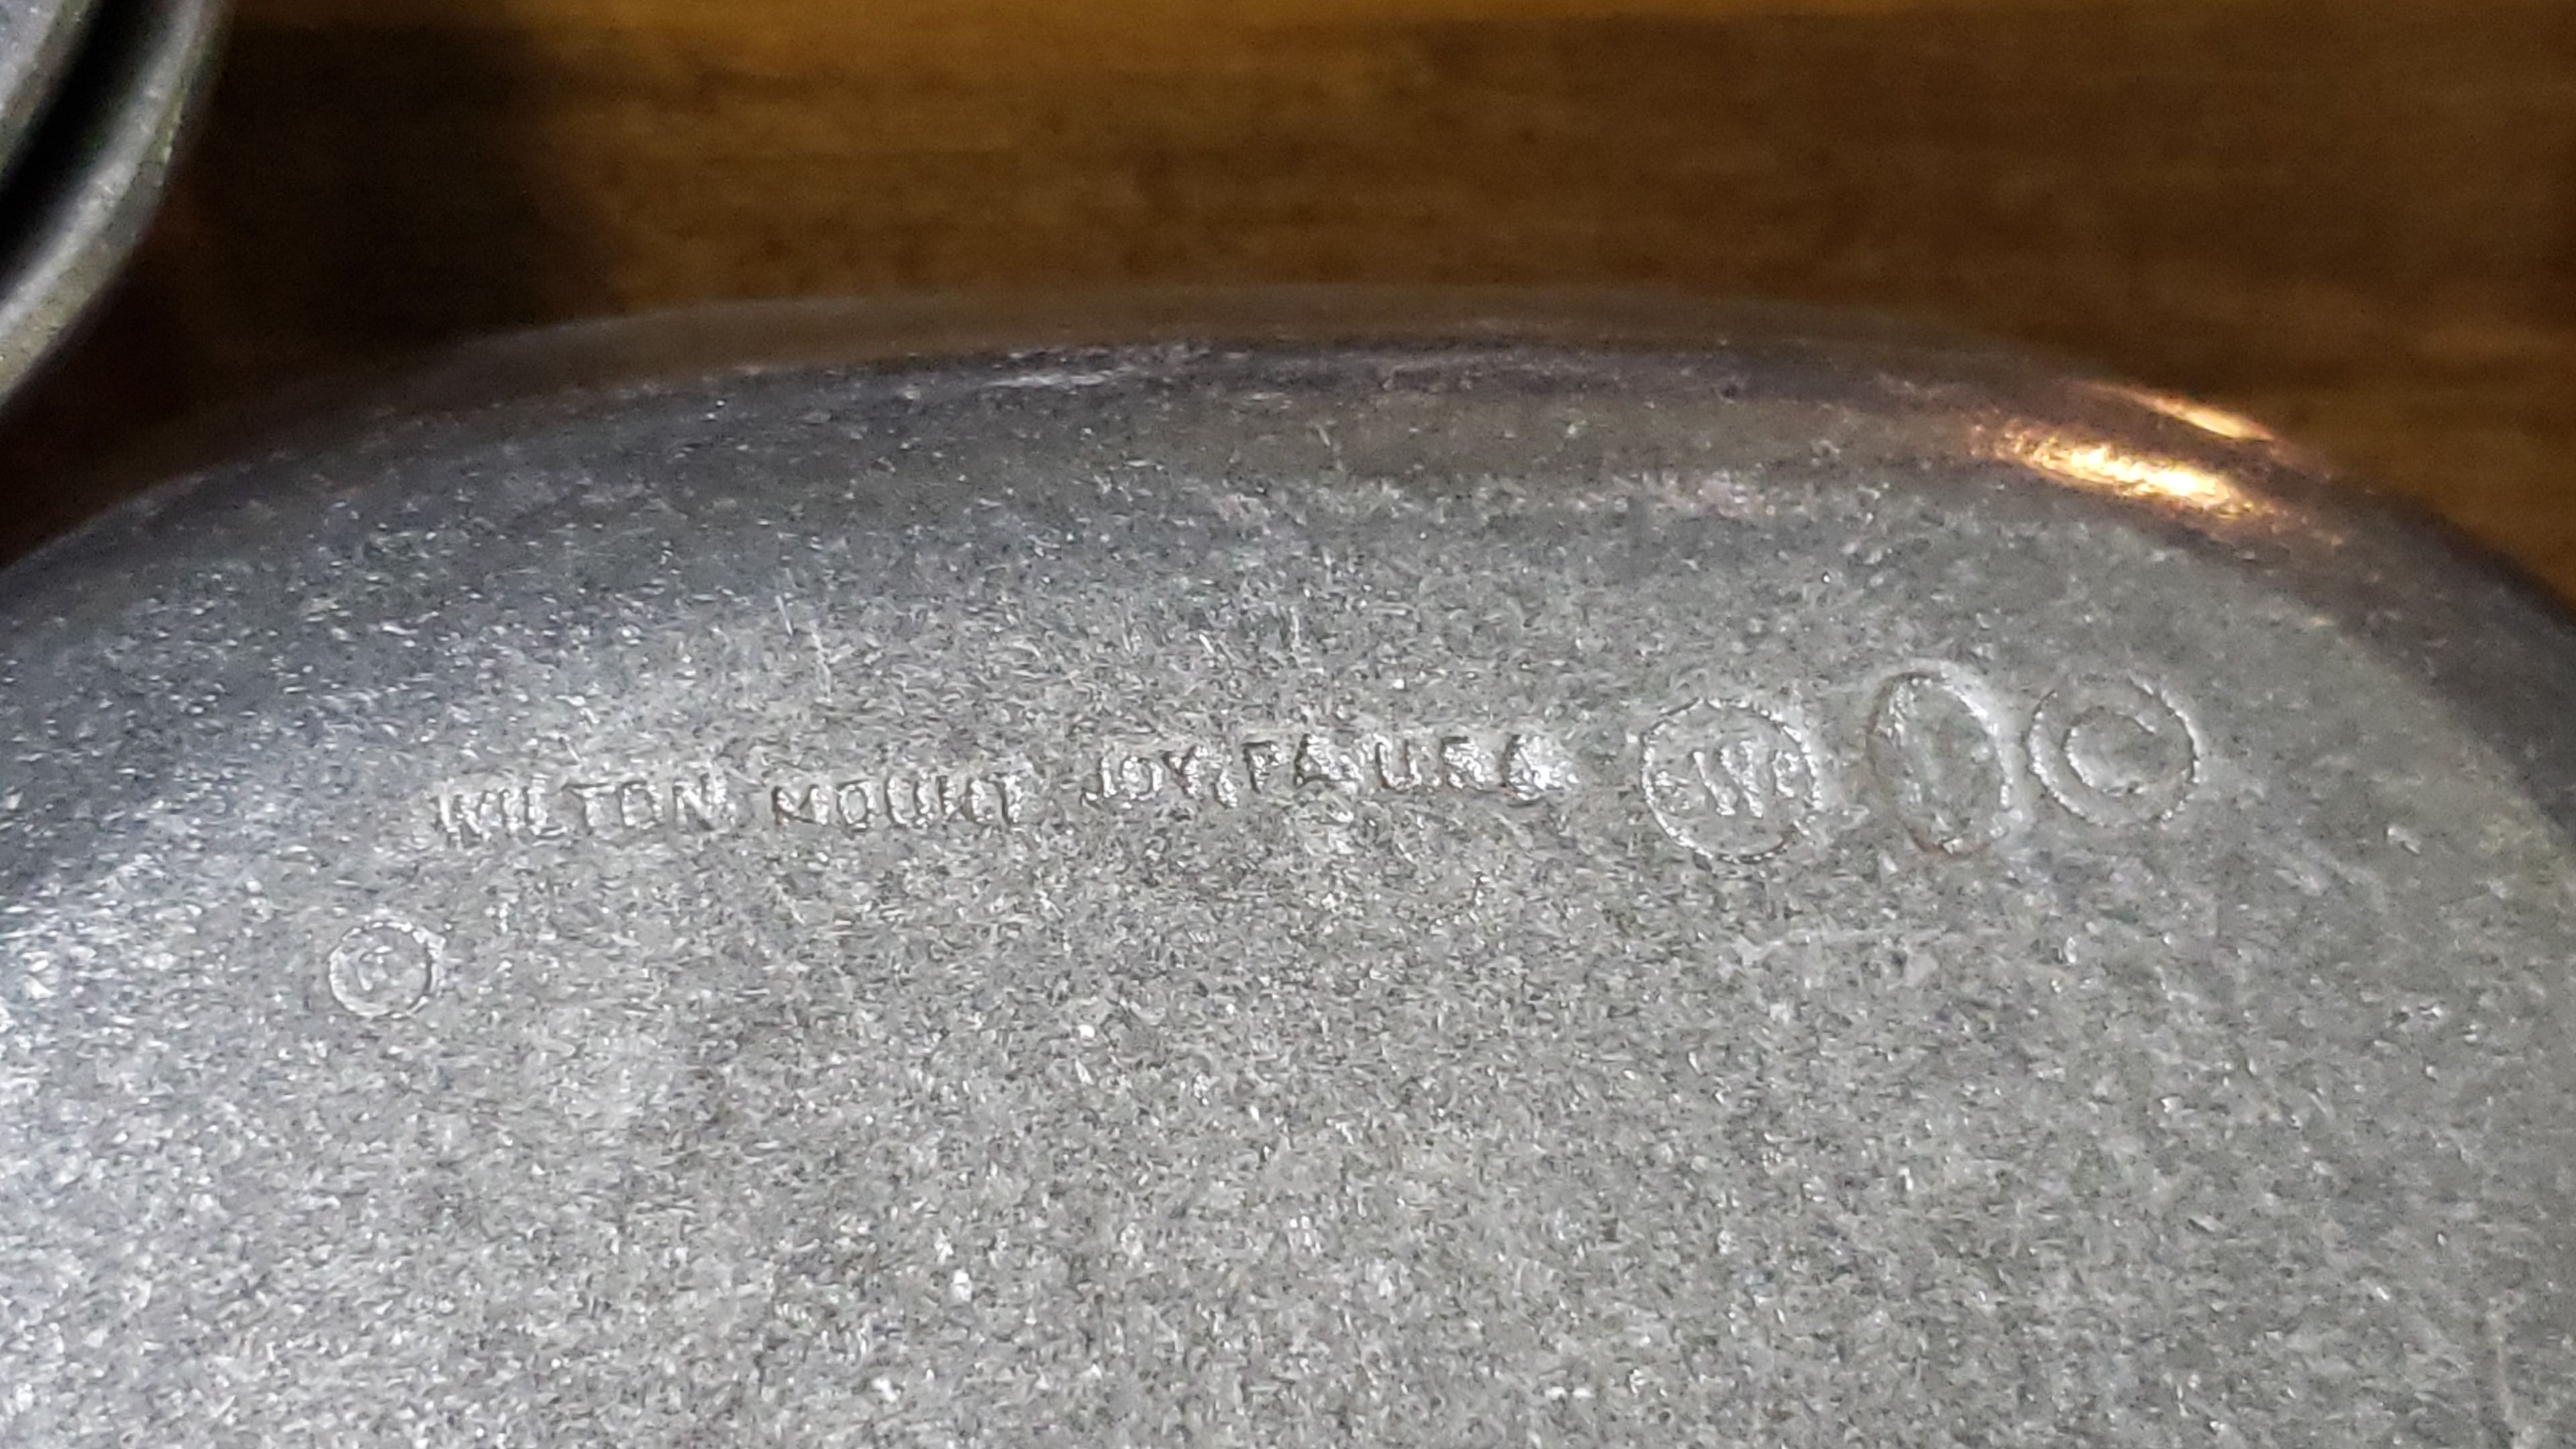 WILTON MOUNT JOY, PA. U.S.A. ©
®